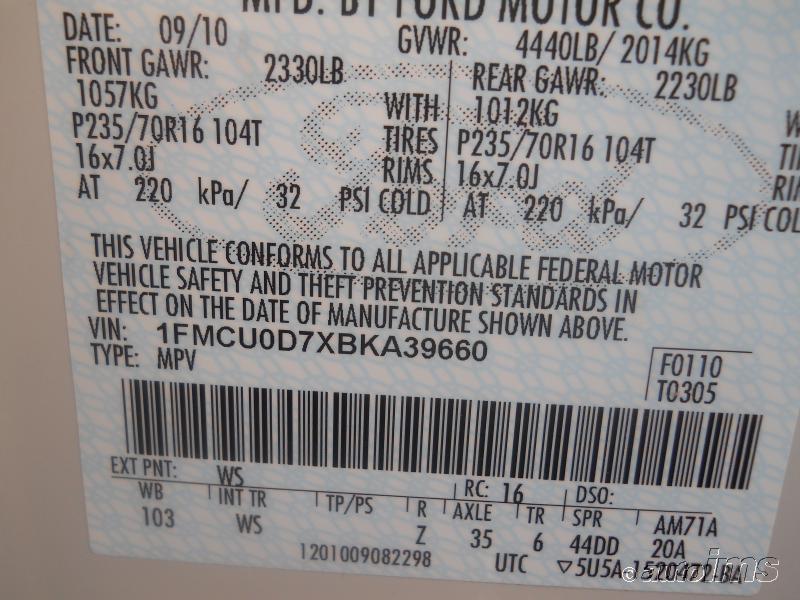 MFD. BY FORD MOTOR CO.
DATE: 09/10 GVWR: 4440LB/ 2014KG
FRONT GAWR: 2330LB REAR GAWR: 2230LB
1057KG WITH 1012KG
P235/70R16 104T TIRES P235/70R16 104T
16x7.0J RIMS 16x7.0J
AT 220 kPa/ 32 PSI COLD AT 220 kPa/ 32 PSI COL
THIS VEHICLE CONFORMS TO ALL APPLICABLE FEDERAL MOTOR
VEHICLE SAFETY AND THEFT PREVENTION STANDARDS IN
EFFECT ON THE DATE OF MANUFACTURE SHOWN ABOVE.
VIN: 1FMCU0D7XBKA39660
TYPE: MPV
F0110
T0305
EXT PNT: WS RC: 16 DSO:
WB INT TR TP/PS R AXLE TR SPR AM71A
103 WS Z 35 6 44DD 20A
1201009082298 UTC ▽5U5A-1520472-BA